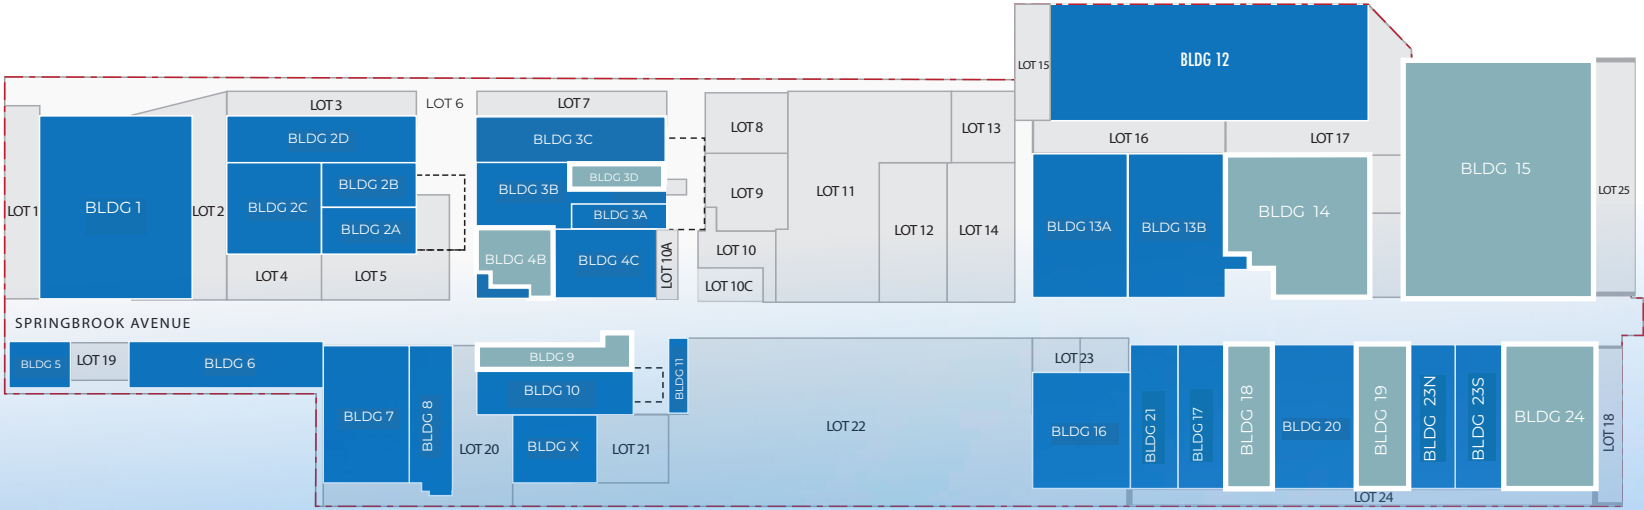 BLDG 12
LOT 15
LOT 3
LOT 6
LOT 7
LOT 8
LOT 13
BLDG 2D
BLDG 3C
LOT 16
LOT 17
BLDG 15
BLDG 2B
BLDG 3B
BLDG 3D
LOT 9
LOT 11
LOT 25
LOT 1
BLDG 1
LOT 2
BLDG 2C
BLDG 2A
BLDG 3A
LOT 12
LOT 14
BLDG 13A
BLDG 13B
BLDG 14
LOT 4
LOT 5
BLDG 4B
BLDG 4C
LOT 10A
LOT 10
LOT 10C
SPRINGBROOK AVENUE
BLDG 5
LOT 19
BLDG 6
BLDG 9
BLDG 11
LOT 23
BLDG 10
BLDG 7
BLDG 8
LOT 20
BLDG X
LOT 21
LOT 22
BLDG 16
BLDG 21
BLDG 17
BLDG 18
BLDG 20
BLDG 19
BLDG 23N
BLDG 23S
BLDG 24
LOT 18
LOT 24